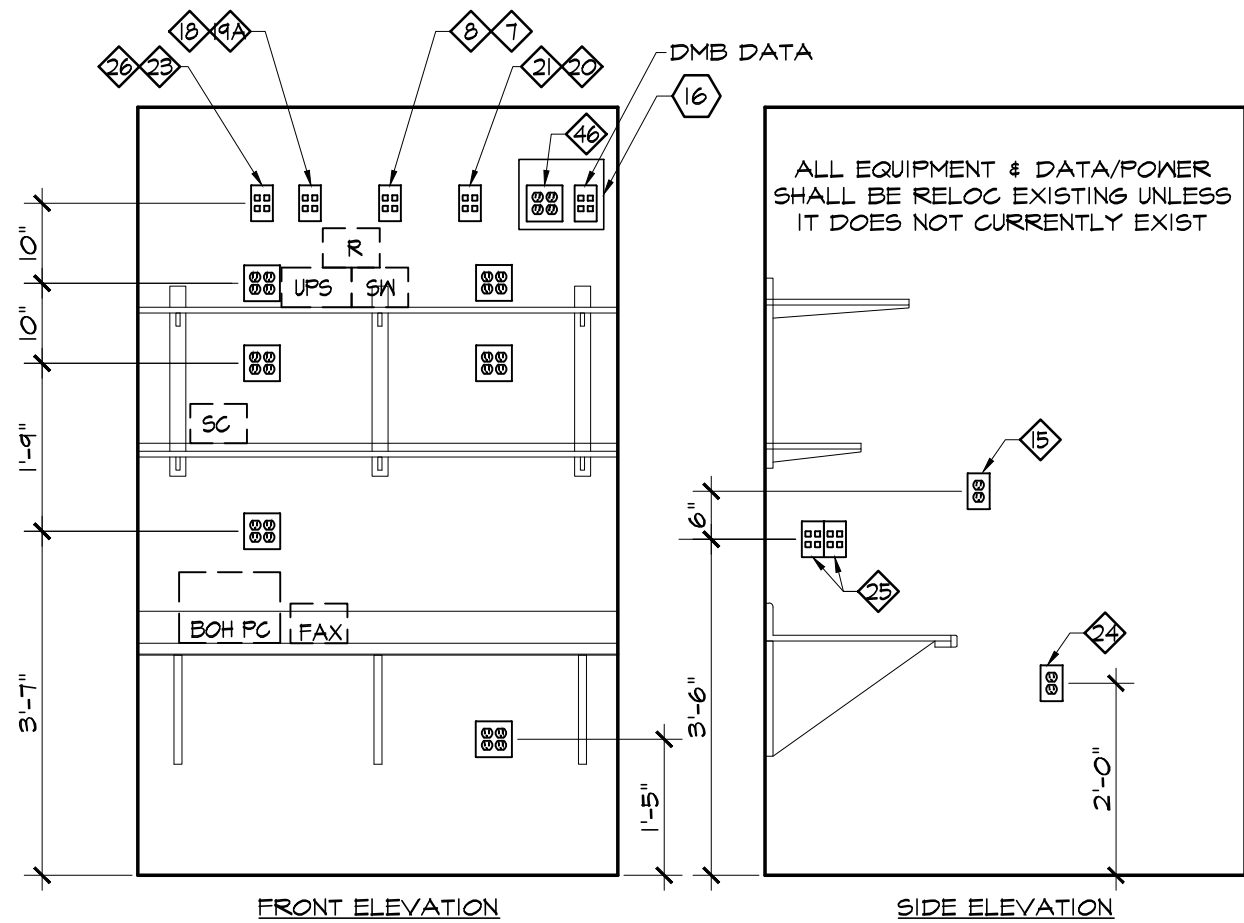 18 19A
8 7
26 23
21 20
DMB DATA
16
46
ALL EQUIPMENT & DATA/POWER
SHALL BE RELOC EXISTING UNLESS
IT DOES NOT CURRENTLY EXIST
10"
R
UPS
SW
10"
SC
1'-9"
15
6"
25
BOH PC
FAX
24
3'-7"
3'-6"
1'-5"
2'-0"
FRONT ELEVATION
SIDE ELEVATION